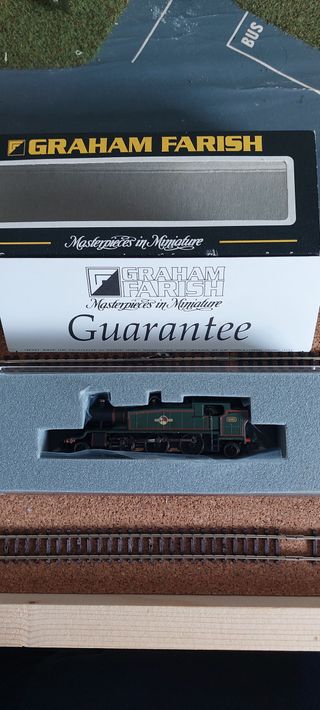 BUS
GRAHAM FARISH
Masterpieces in Miniature
GRAHAM
FARISH
Masterpieces in Miniature
Guarantee